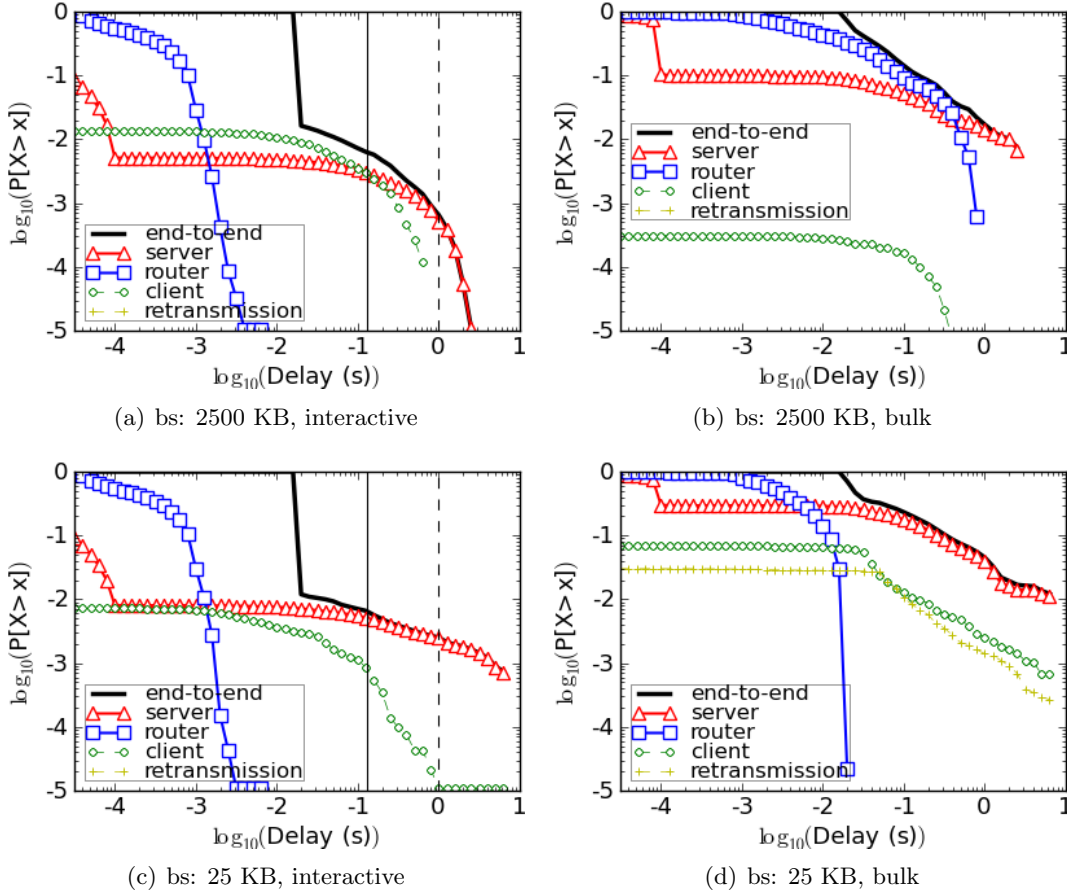 0
-1
-2
-3
-4
-5
log10(P[X>x])
end-to-end
server
router
client
retransmission
-4 -3 -2 -1 0 1
log10(Delay (s))
(a) bs: 2500 KB, interactive
0
-1
-2
-3
-4
-5
log10(P[X>x])
end-to-end
server
router
client
retransmission
-4 -3 -2 -1 0 1
log10(Delay (s))
(b) bs: 2500 KB, bulk
0
-1
-2
-3
-4
-5
log10(P[X>x])
end-to-end
server
router
client
retransmission
-4 -3 -2 -1 0 1
log10(Delay (s))
(c) bs: 25 KB, interactive
0
-1
-2
-3
-4
-5
log10(P[X>x])
end-to-end
server
router
client
retransmission
-4 -3 -2 -1 0 1
log10(Delay (s))
(d) bs: 25 KB, bulk